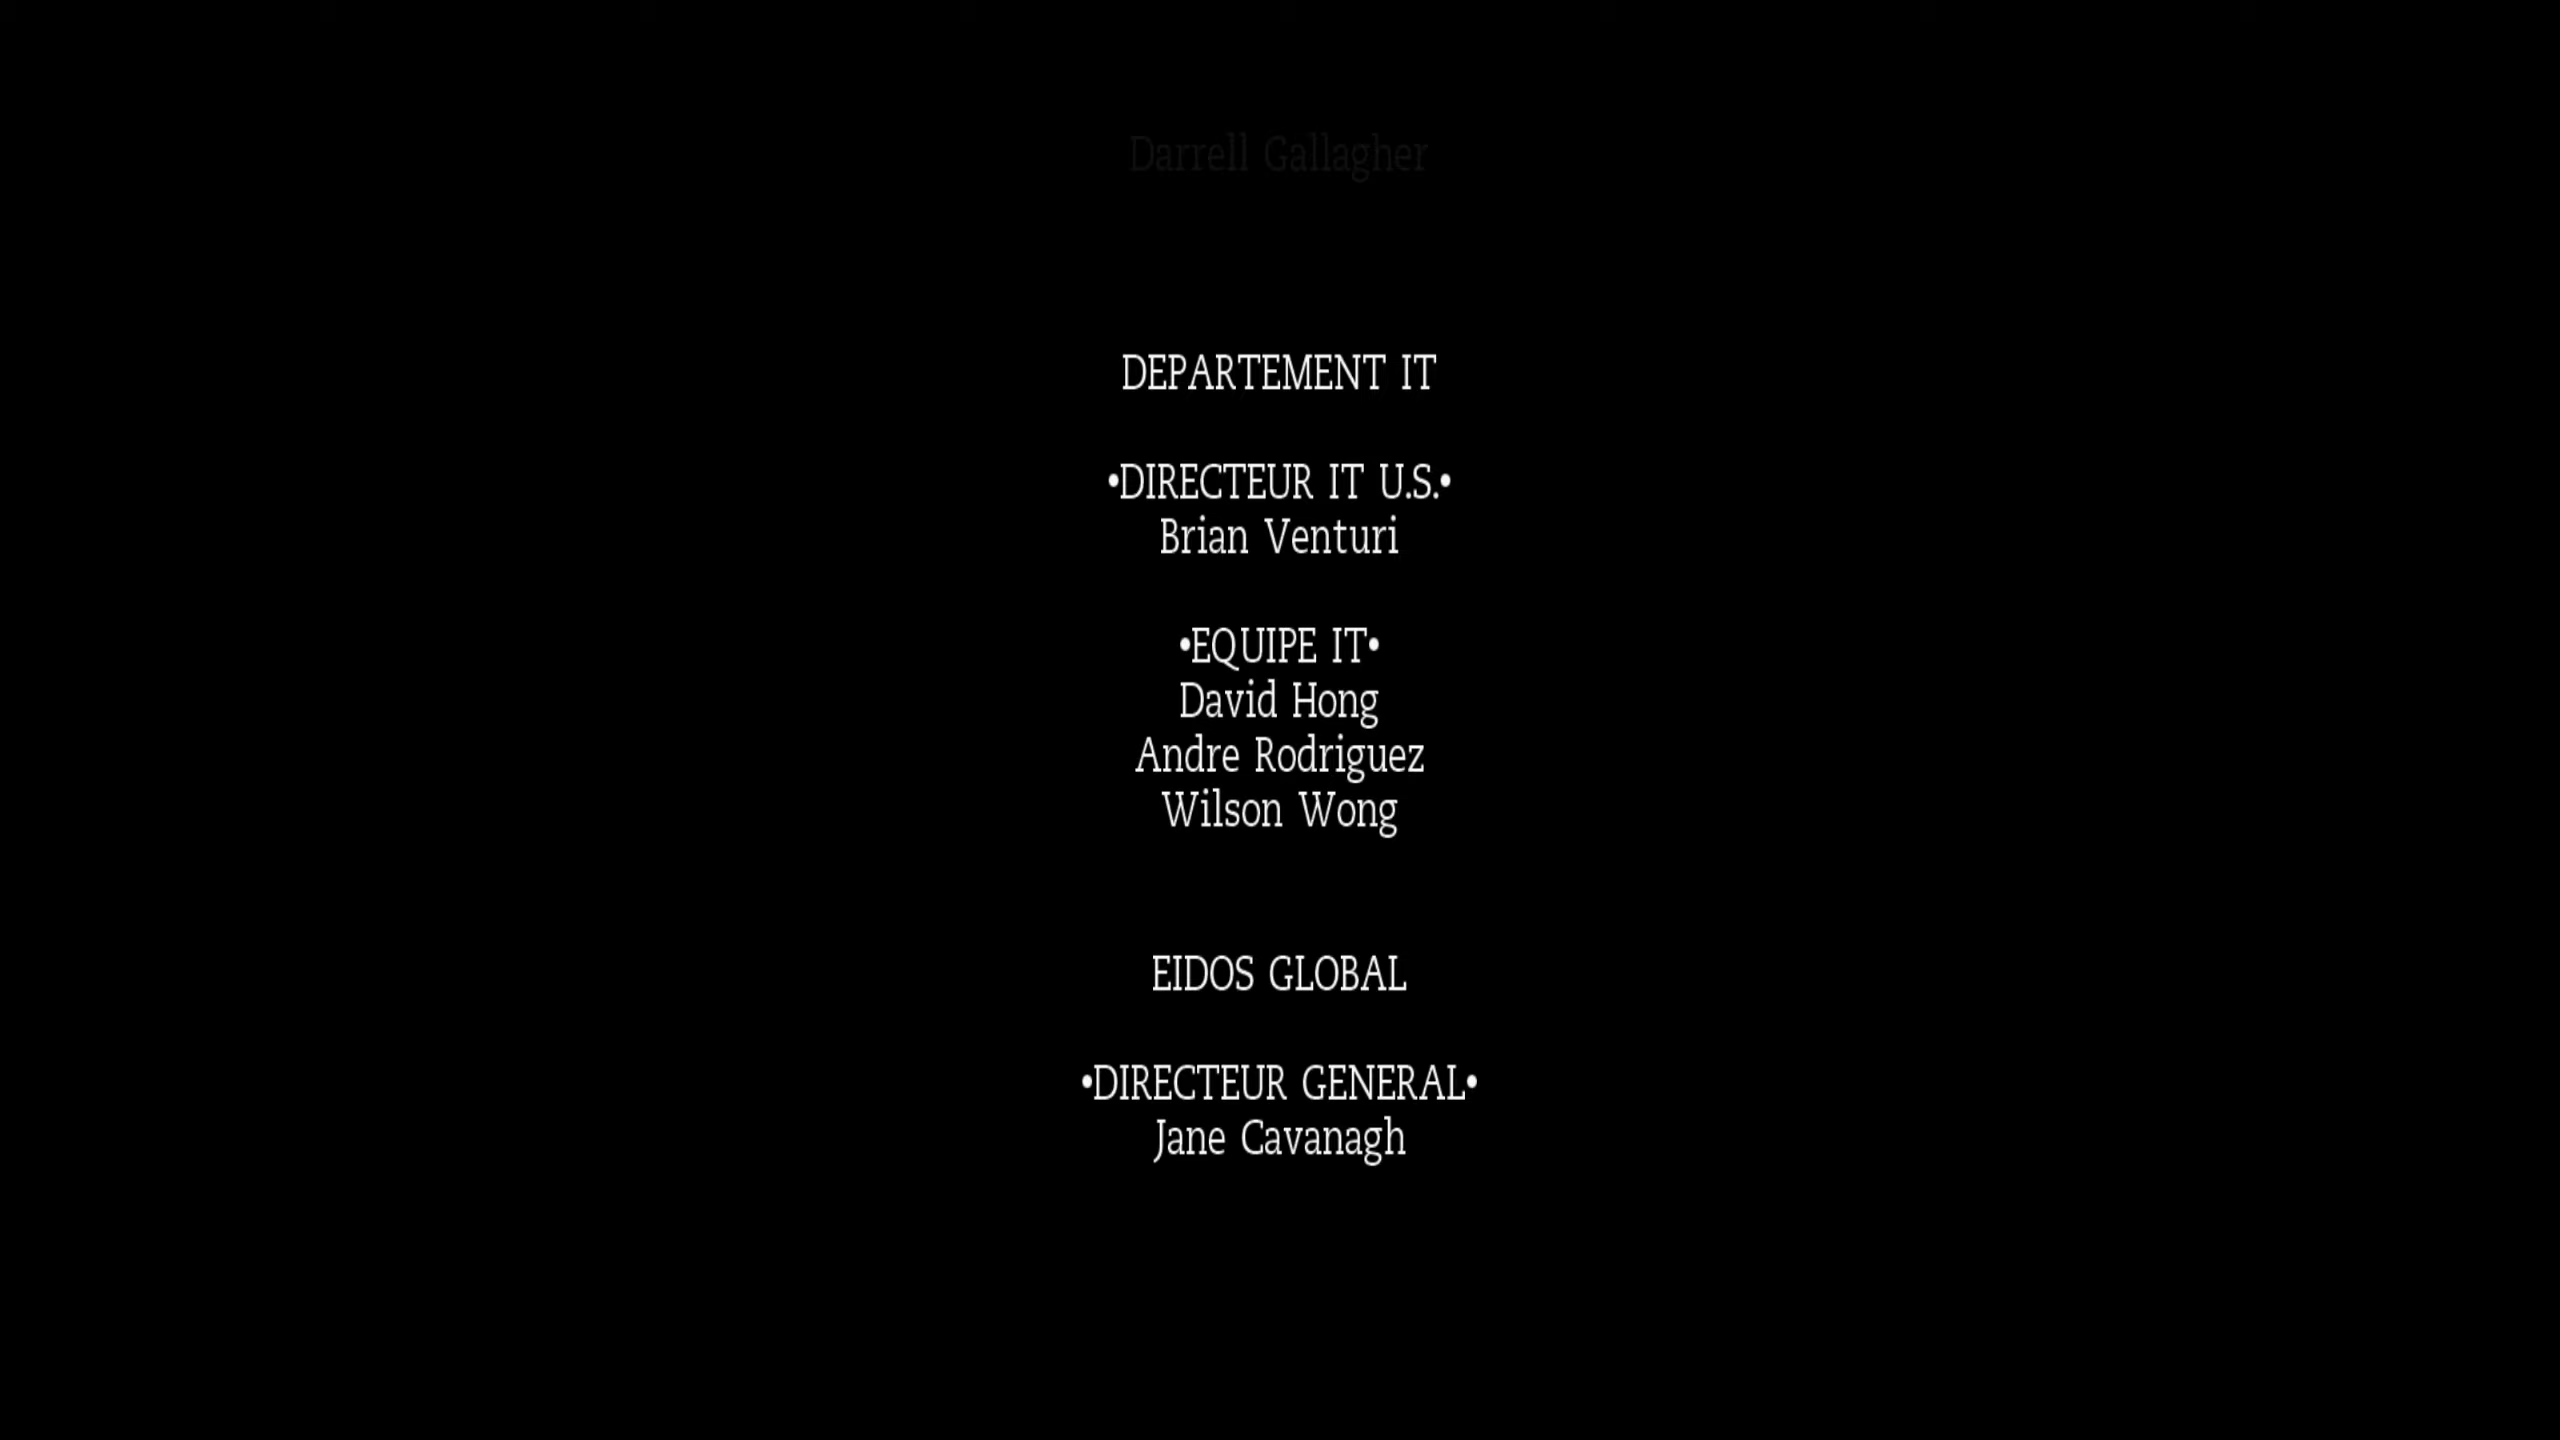 Darrell Gallagher
DEPARTEMENT IT
•DIRECTEUR IT U.S.•
Brian Venturi
•EQUIPE IT•
David Hong
Andre Rodriguez
Wilson Wong
EIDOS GLOBAL
•DIRECTEUR GENERAL•
Jane Cavanagh